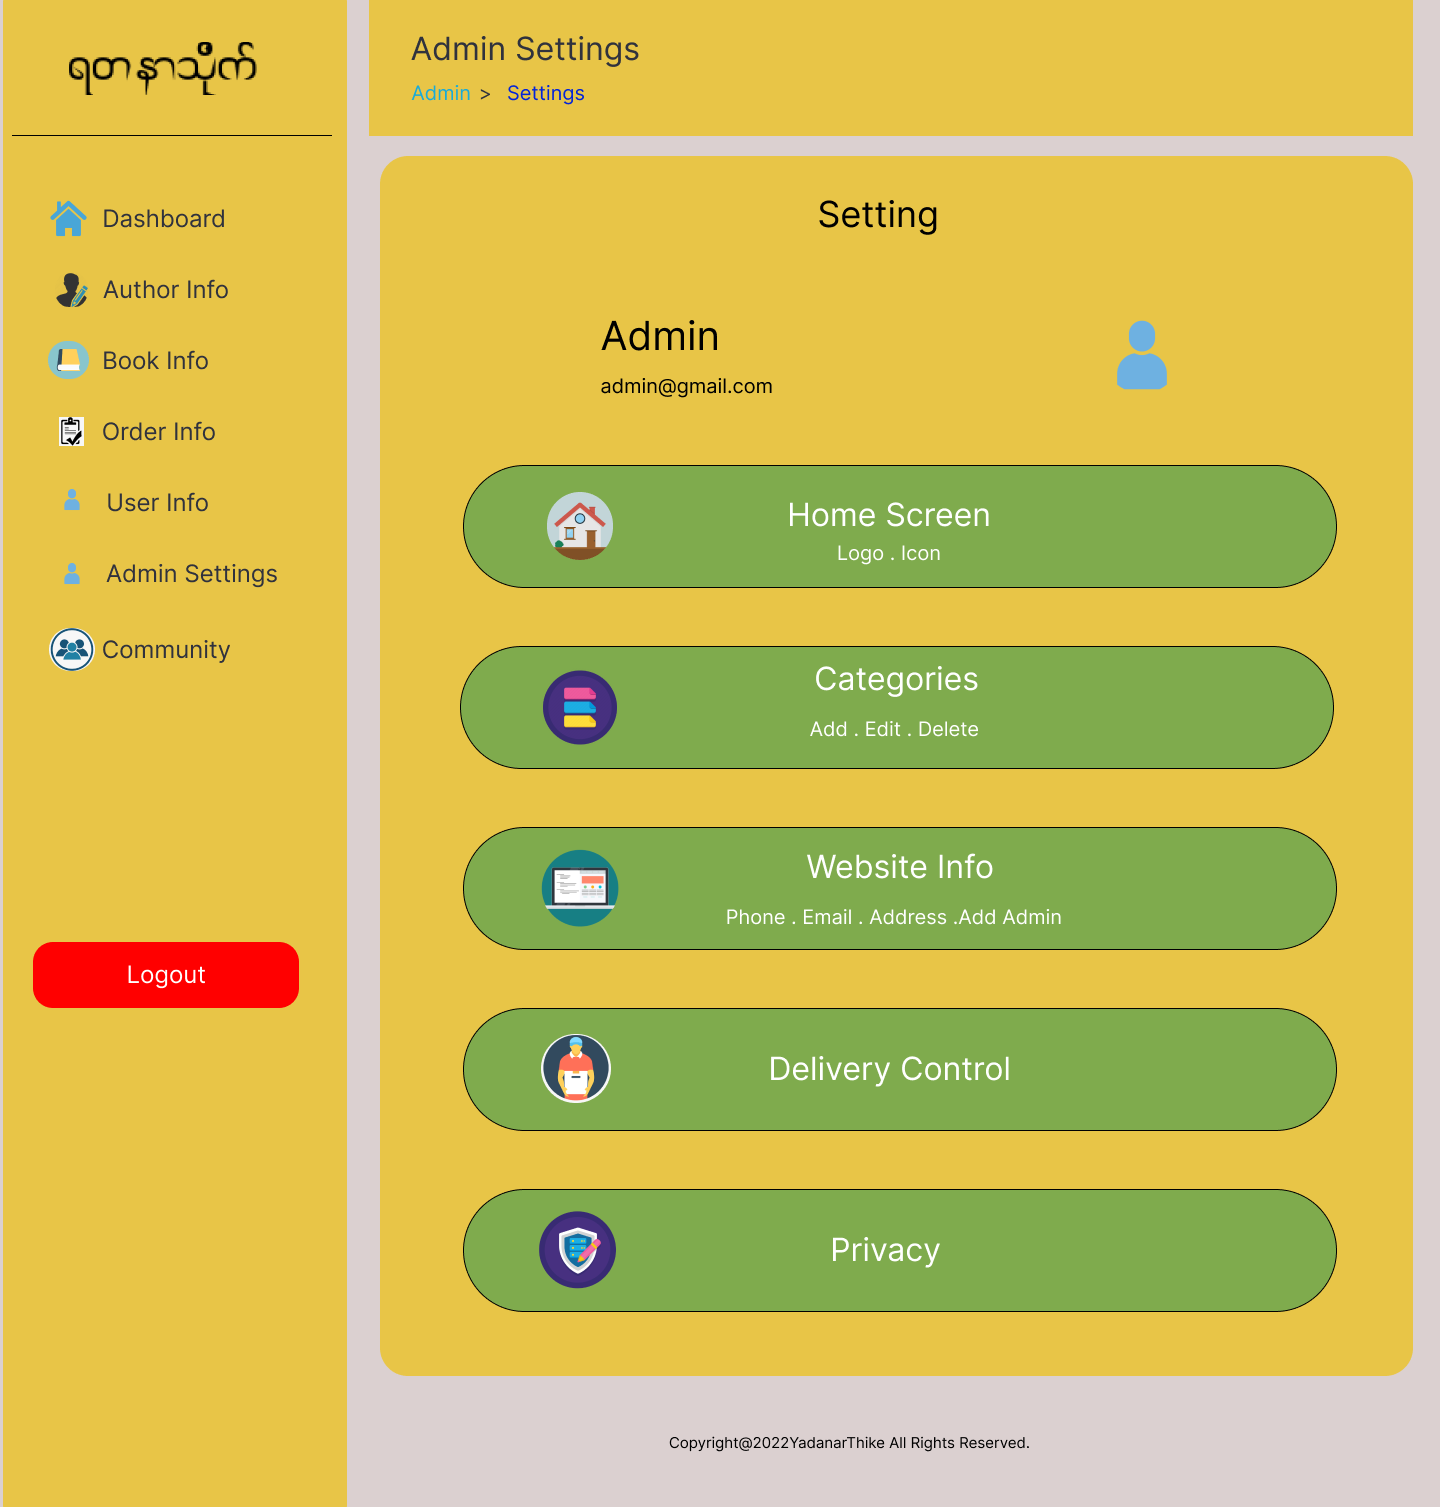 ရတနာသိုက်
Dashboard
Author Info
Book Info
Order Info
User Info
Admin Settings
Community
Logout
Admin Settings
Admin > Settings
Setting
Admin
admin@gmail.com
Home Screen
Logo . Icon
Categories
Add . Edit . Delete
Website Info
Phone . Email . Address .Add Admin
Delivery Control
Privacy
Copyright@2022YadanarThike All Rights Reserved.